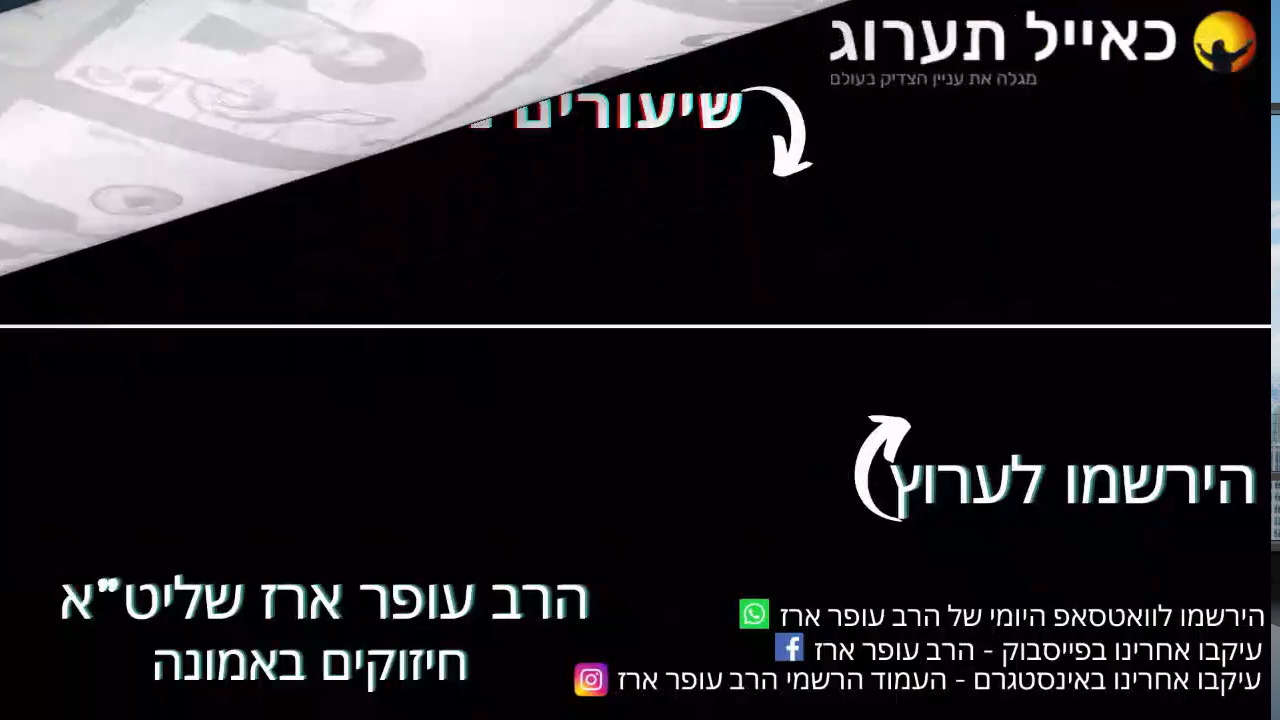 כאייל תערוג
מגלה את עניין הצדיק בעולם
שיעורים
הירשמו לערוץ
הרב עופר ארז שליט"א
חיזוקים באמונה
הירשמו לוואטסאפ היומי של הרב עופר ארז
עיקבו אחרינו בפייסבוק - הרב עופר ארז
עיקבו אחרינו באינסטגרם - העמוד הרשמי הרב עופר ארז